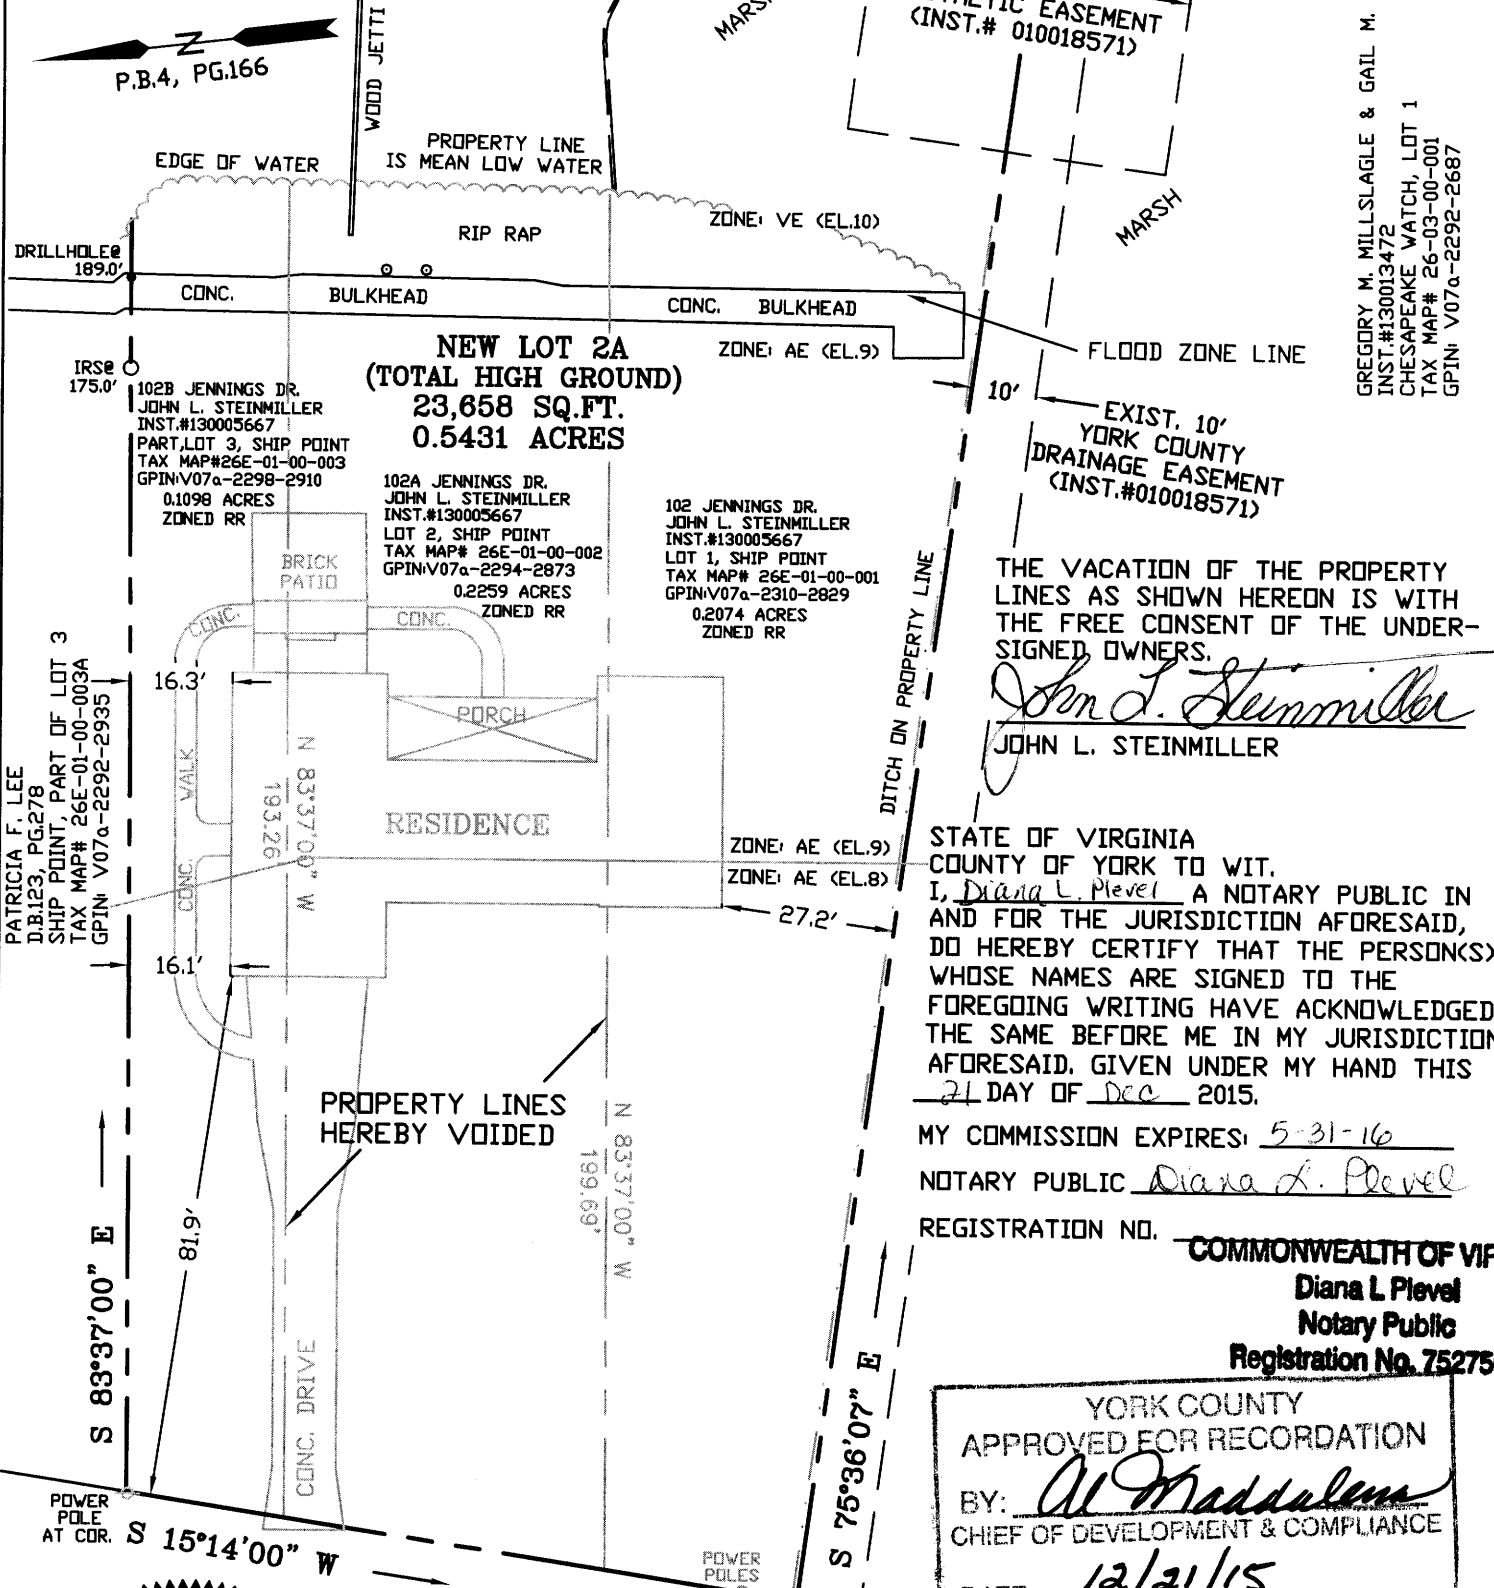 N
P.B.4, PG.166
WOOD JETTI
MARSH
EASEMENT
(INST.# 010018571)
EDGE OF WATER
PROPERTY LINE
IS MEAN LOW WATER
ZONE: VE (EL.10)
RIP RAP
MARSH
DRILLHOLE@
189.0'
CONC. BULKHEAD
CONC. BULKHEAD
ZONE: AE (EL.9)
FLOOD ZONE LINE
GREGORY M. MILLSLAGLE & GAIL M.
INST.#130013472
CHESAPEAKE WATCH, LOT 1
TAX MAP# 26-03-00-001
GPIN: V07a-2292-2687
IRS@
175.0'
NEW LOT 2A
(TOTAL HIGH GROUND)
23,658 SQ.FT.
0.5431 ACRES
10'
EXIST. 10'
YORK COUNTY
DRAINAGE EASEMENT
(INST.#010018571)
102B JENNINGS DR.
JOHN L. STEINMILLER
INST.#130005667
PART,LOT 3, SHIP POINT
TAX MAP#26E-01-00-003
GPIN:V07a-2298-2910
0.1098 ACRES
ZONED RR
102A JENNINGS DR.
JOHN L. STEINMILLER
INST.#130005667
LOT 2, SHIP POINT
TAX MAP# 26E-01-00-002
GPIN:V07a-2294-2873
0.2259 ACRES
ZONED RR
102 JENNINGS DR.
JOHN L. STEINMILLER
INST.#130005667
LOT 1, SHIP POINT
TAX MAP# 26E-01-00-001
GPIN:V07a-2310-2829
0.2074 ACRES
ZONED RR
BRICK
PATIO
CONC.
CONC.
16.3'
PORCH
CONC. WALK
N 83°37'00" W
193.26'
RESIDENCE
DITCH ON PROPERTY LINE
PATRICIA F. LEE
D.B.123, PG.278
SHIP POINT, PART OF LOT 3
TAX MAP# 26E-01-00-003A
GPIN: V07a-2292-2935
ZONE: AE (EL.9)
ZONE: AE (EL.8)
27.2'
16.1'
PROPERTY LINES
HEREBY VOIDED
N 83°37'00" W
199.69'
81.9'
S 83°37'00" E
CONC. DRIVE
S 75°36'07" E
POWER
POLE
AT COR.
S 15°14'00" W
POWER
POLES
THE VACATION OF THE PROPERTY
LINES AS SHOWN HEREON IS WITH
THE FREE CONSENT OF THE UNDER-
SIGNED OWNERS.
John L. Steinmiller
JOHN L. STEINMILLER
STATE OF VIRGINIA
COUNTY OF YORK TO WIT.
I, Diana L. Plevel A NOTARY PUBLIC IN
AND FOR THE JURISDICTION AFORESAID,
DO HEREBY CERTIFY THAT THE PERSON(S)
WHOSE NAMES ARE SIGNED TO THE
FOREGOING WRITING HAVE ACKNOWLEDGED
THE SAME BEFORE ME IN MY JURISDICTION
AFORESAID. GIVEN UNDER MY HAND THIS
21 DAY OF Dec 2015.
MY COMMISSION EXPIRES: 5-31-16
NOTARY PUBLIC Diana L. Plevel
REGISTRATION NO.
COMMONWEALTH OF VIR
Diana L Plevel
Notary Public
Registration No. 75275
YORK COUNTY
APPROVED FOR RECORDATION
BY: Al Maddalena
CHIEF OF DEVELOPMENT & COMPLIANCE
12/21/15